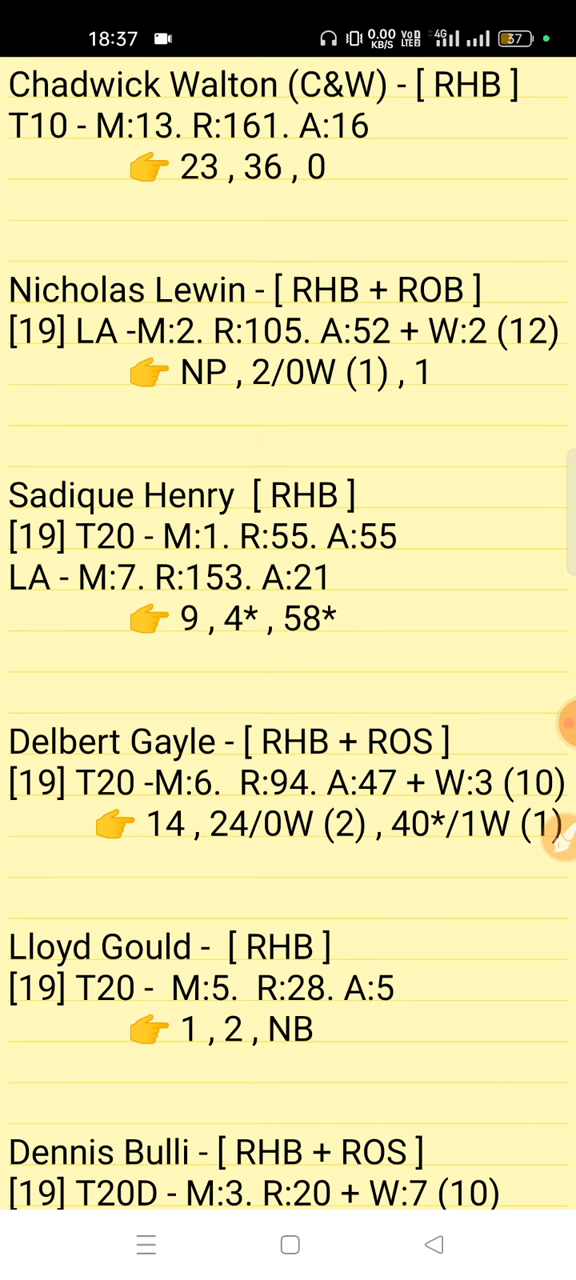 18:37 0.00 KB/S Vo LTE 4G 37
Chadwick Walton (C&W) - [ RHB ]
T10 - M:13. R:161. A:16
👉 23 , 36 , 0
Nicholas Lewin - [ RHB + ROB ]
[19] LA -M:2. R:105. A:52 + W:2 (12)
👉 NP , 2/0W (1) , 1
Sadique Henry [ RHB ]
[19] T20 - M:1. R:55. A:55
LA - M:7. R:153. A:21
👉 9 , 4* , 58*
Delbert Gayle - [ RHB + ROS ]
[19] T20 -M:6. R:94. A:47 + W:3 (10)
👉 14 , 24/0W (2) , 40*/1W (1)
Lloyd Gould - [ RHB ]
[19] T20 - M:5. R:28. A:5
👉 1 , 2 , NB
Dennis Bulli - [ RHB + ROS ]
[19] T20D - M:3. R:20 + W:7 (10)